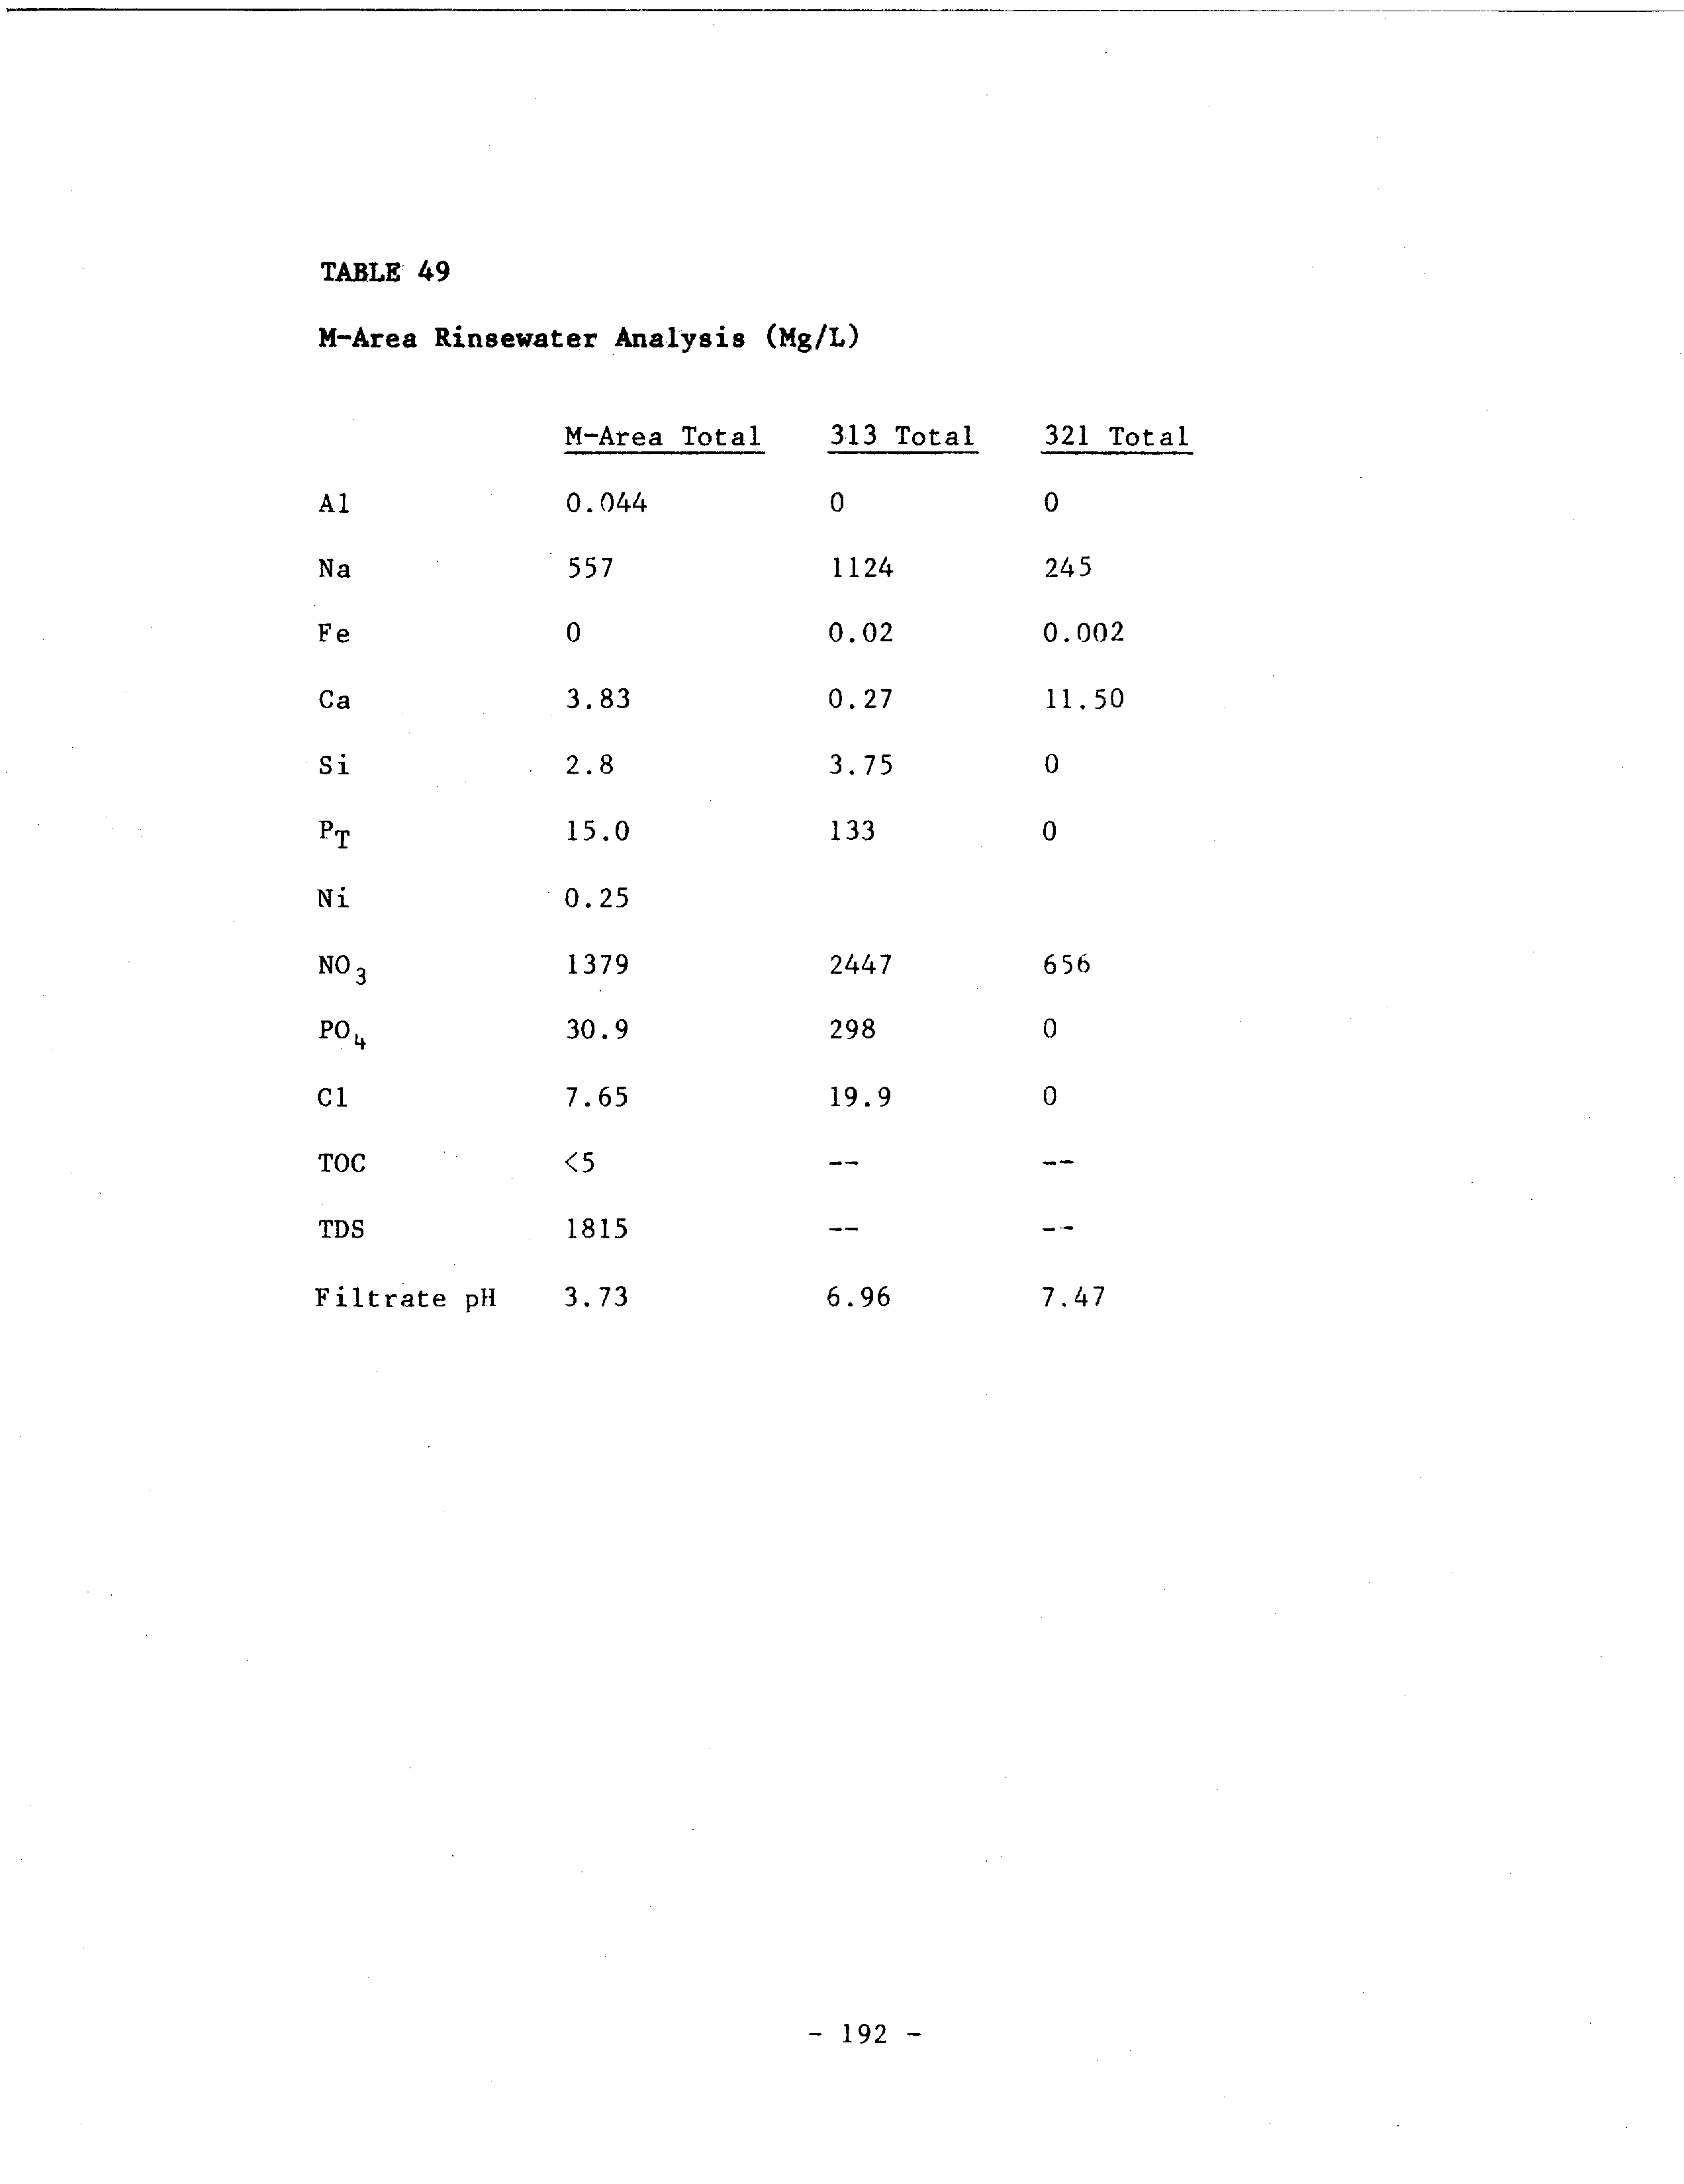 TABLE 49
M-Area Rinsewater Analysis (Mg/L)
M-Area Total 313 Total 321 Total
Al 0.044 0 0
Na 557 1124 245
Fe 0 0.02 0.002
Ca 3.83 0.27 11.50
Si 2.8 3.75 0
PT 15.0 133 0
Ni 0.25
NO3 1379 2447 656
PO4 30.9 298 0
Cl 7.65 19.9 0
TOC <5 -- --
TDS 1815 -- --
Filtrate pH 3.73 6.96 7.47
- 192 -